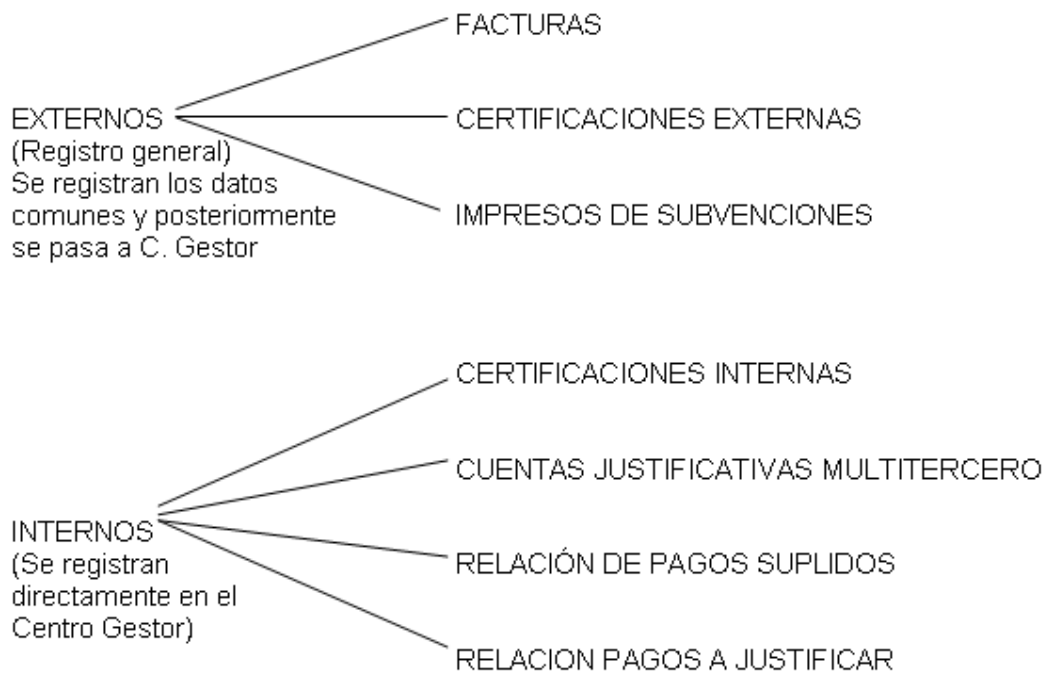 FACTURAS
EXTERNOS
(Registro general)
Se registran los datos
comunes y posteriormente
se pasa a C. Gestor
CERTIFICACIONES EXTERNAS
IMPRESOS DE SUBVENCIONES
CERTIFICACIONES INTERNAS
CUENTAS JUSTIFICATIVAS MULTITERCERO
INTERNOS
(Se registran
directamente en el
Centro Gestor)
RELACIÓN DE PAGOS SUPLIDOS
RELACION PAGOS A JUSTIFICAR